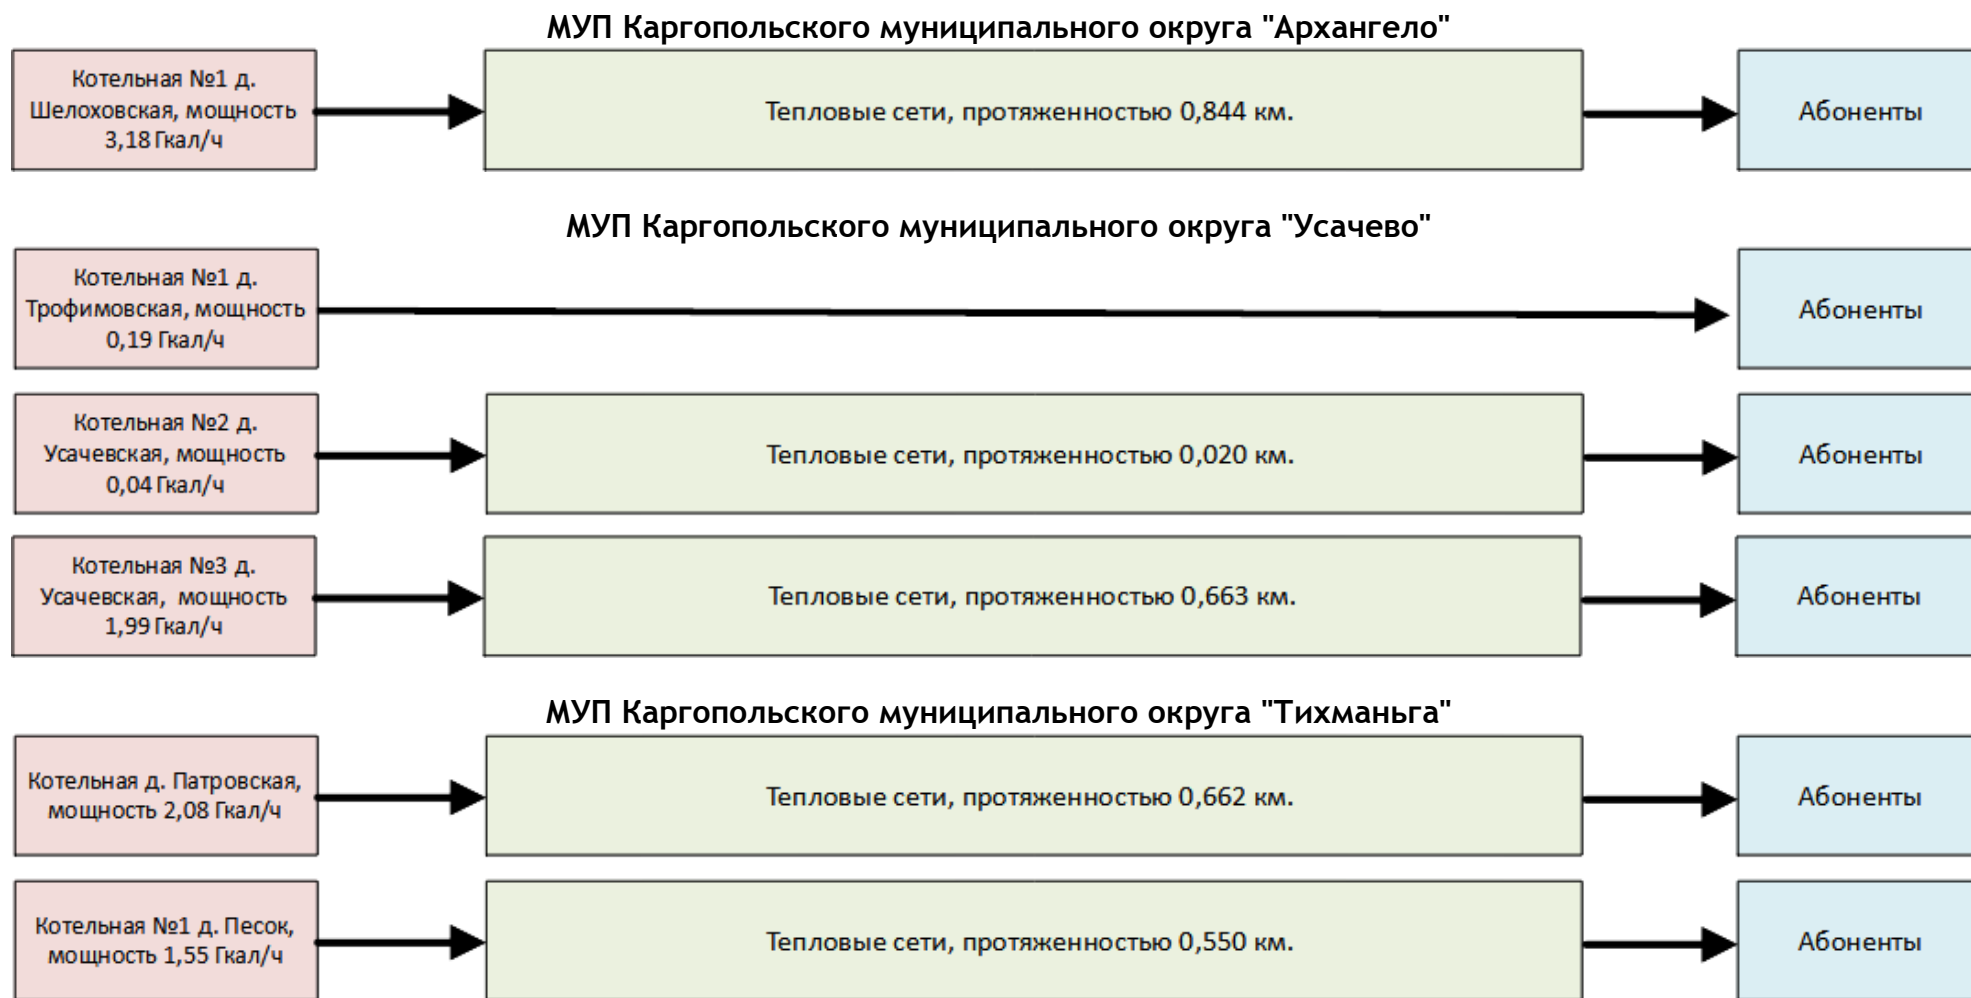 МУП Каргопольского муниципального округа "Архангело"
Котельная №1 д.
Шелоховская, мощность
3,18 Гкал/ч
Тепловые сети, протяженностью 0,844 км.
Абоненты
МУП Каргопольского муниципального округа "Усачево"
Котельная №1 д.
Трофимовская, мощность
0,19 Гкал/ч
Абоненты
Котельная №2 д.
Усачевская, мощность
0,04 Гкал/ч
Тепловые сети, протяженностью 0,020 км.
Абоненты
Котельная №3 д.
Усачевская, мощность
1,99 Гкал/ч
Тепловые сети, протяженностью 0,663 км.
Абоненты
МУП Каргопольского муниципального округа "Тихманьга"
Котельная д. Патровская,
мощность 2,08 Гкал/ч
Тепловые сети, протяженностью 0,662 км.
Абоненты
Котельная №1 д. Песок,
мощность 1,55 Гкал/ч
Тепловые сети, протяженностью 0,550 км.
Абоненты